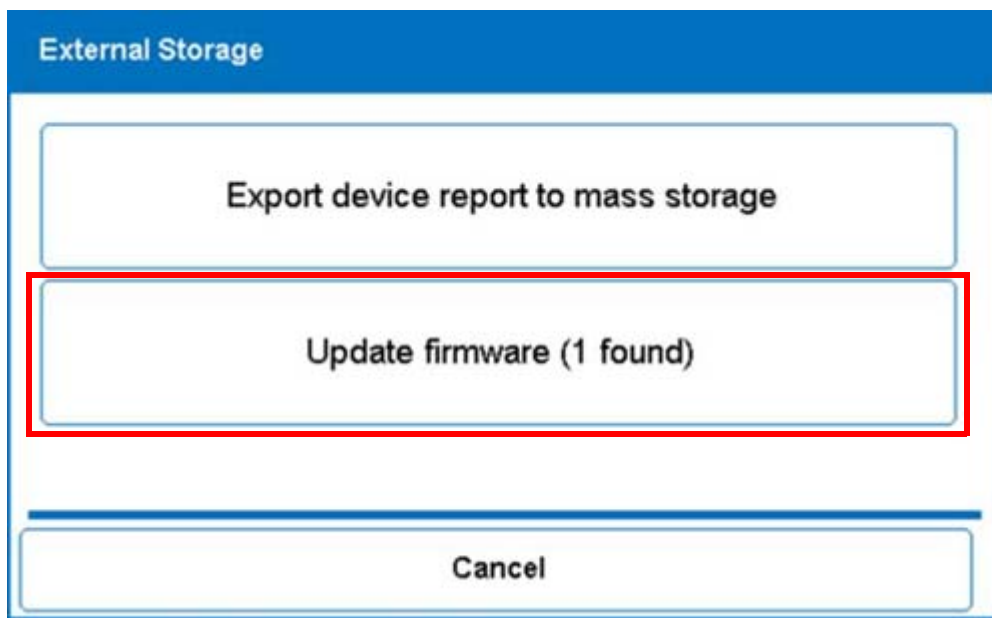 External Storage
Export device report to mass storage
Update firmware (1 found)
Cancel